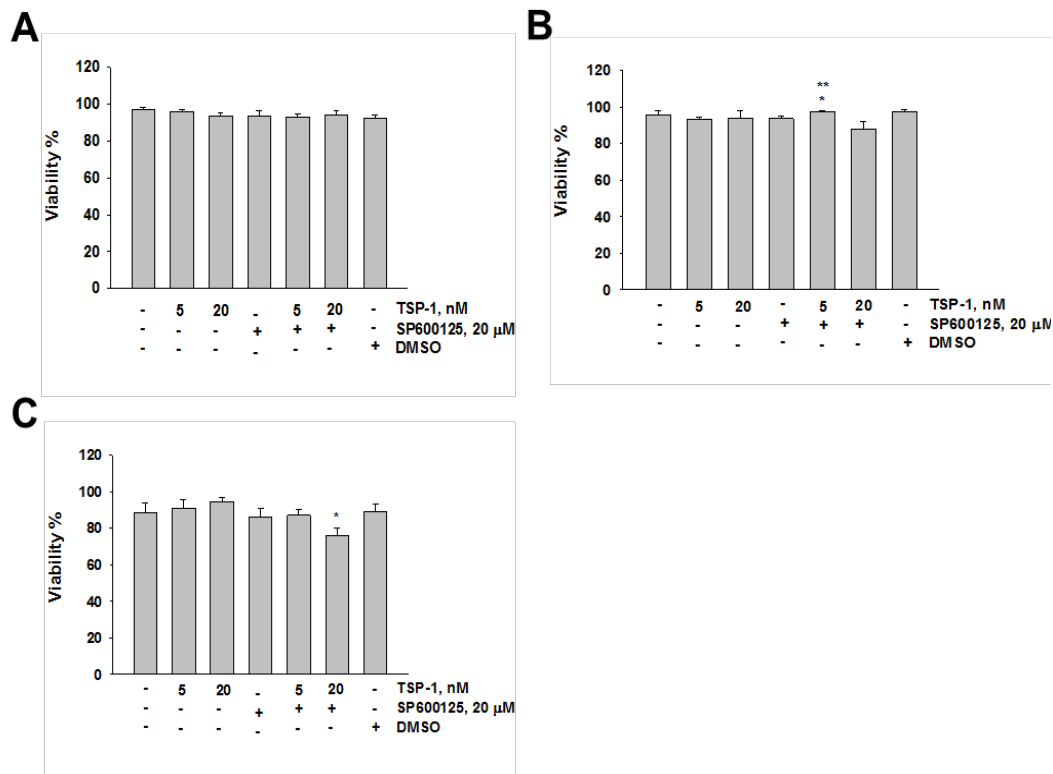 A
120
100
80
60
40
20
0
Viability %
- 5 20 - 5 20 - TSP-1, nM
- - - + + + - SP600125, 20 µM
- - - - - - + DMSO
B
120
100
80
60
40
20
0
Viability %
**
*
- 5 20 - 5 20 - TSP-1, nM
- - - + + + - SP600125, 20 µM
- - - - - - + DMSO
C
120
100
80
60
40
20
0
Viability %
*
- 5 20 - 5 20 - TSP-1, nM
- - - + + + - SP600125, 20 µM
- - - - - - + DMSO